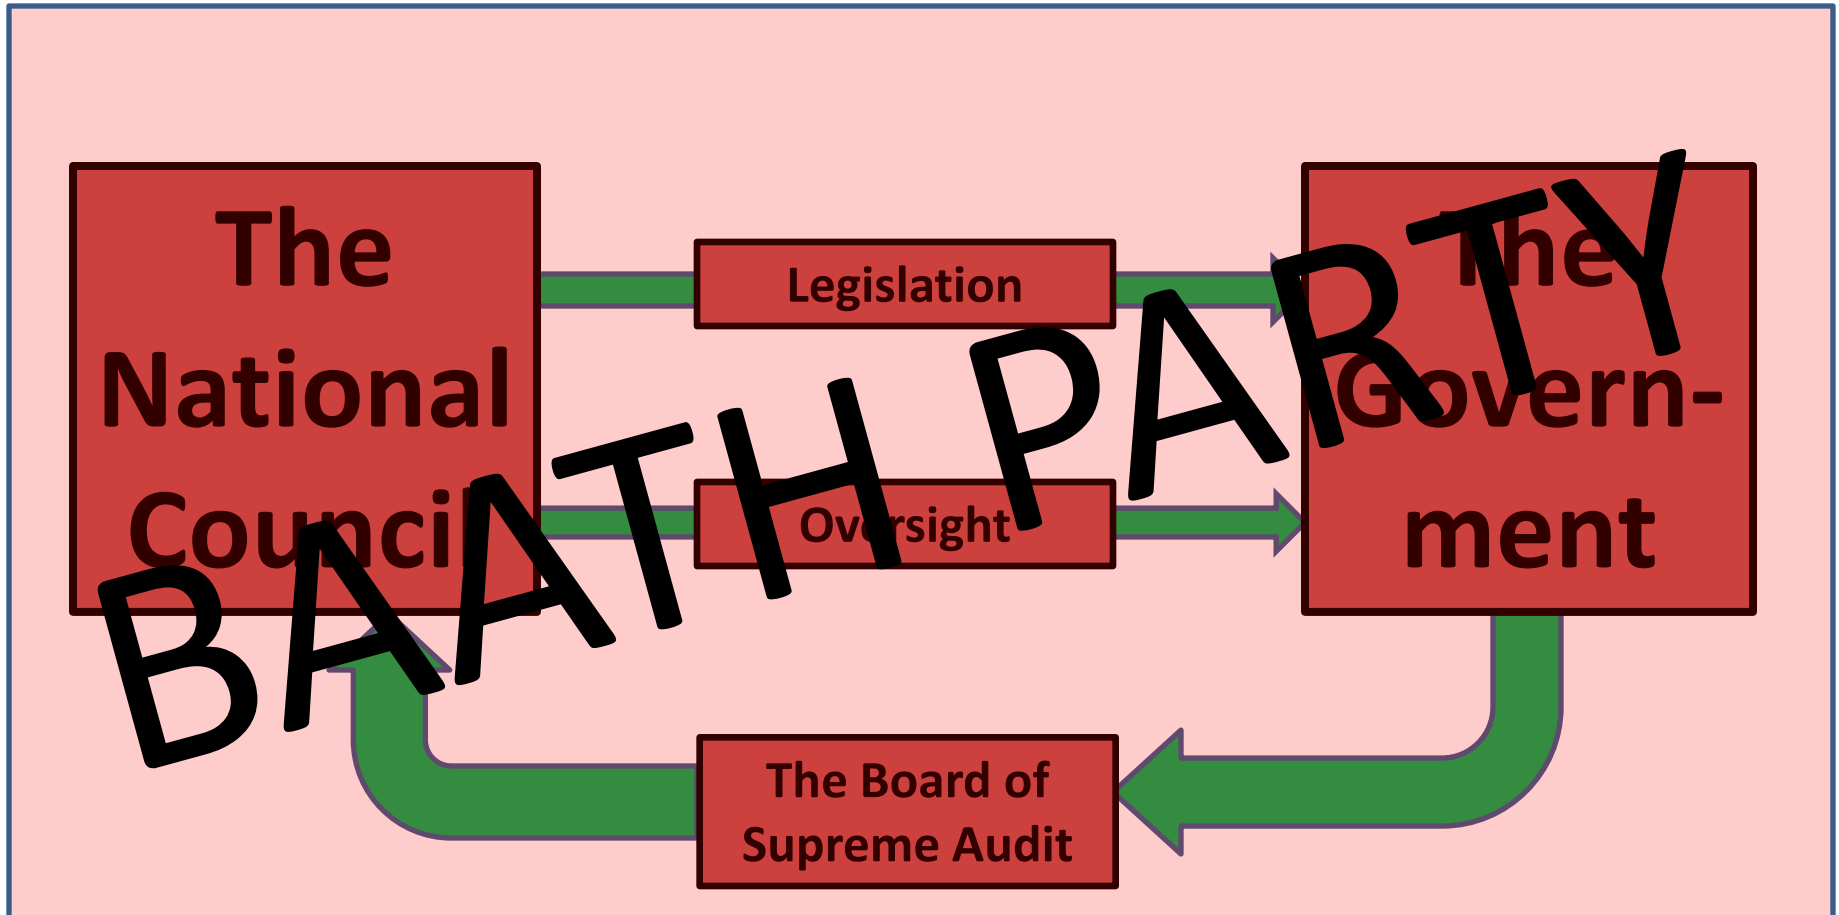 The
National
Council
Legislation
Oversight
The
Govern-
ment
The Board of
Supreme Audit
BAATH PARTY